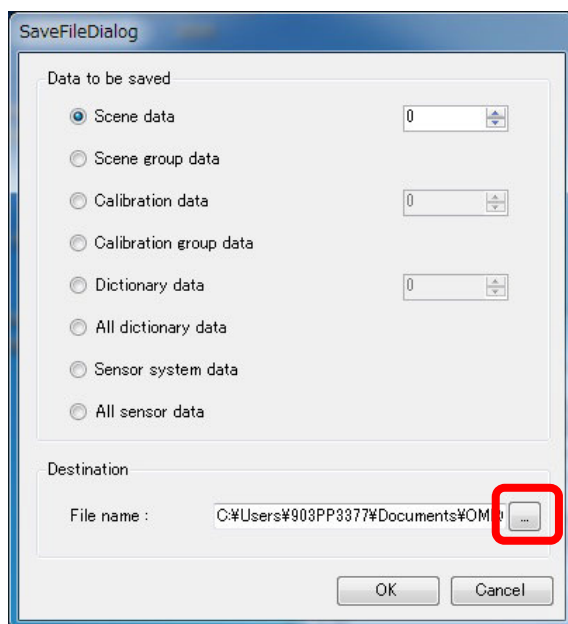 SaveFileDialog
Data to be saved
Scene data 0
Scene group data
Calibration data 0
Calibration group data
Dictionary data 0
All dictionary data
Sensor system data
All sensor data
Destination
File name : C:¥Users¥903PP3377¥Documents¥OM ...
OK Cancel